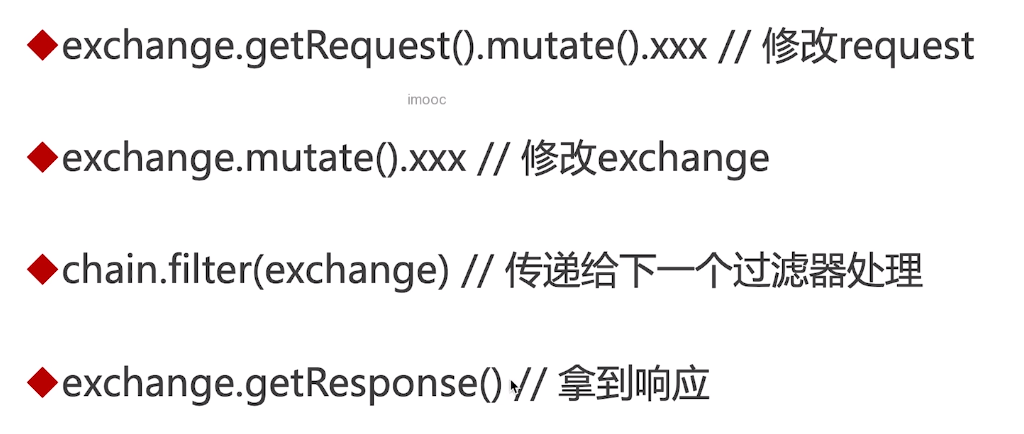 ◆exchange.getRequest().mutate().xxx // 修改request
imooc
◆exchange.mutate().xxx // 修改exchange
◆chain.filter(exchange) // 传递给下一个过滤器处理
◆exchange.getResponse() // 拿到响应